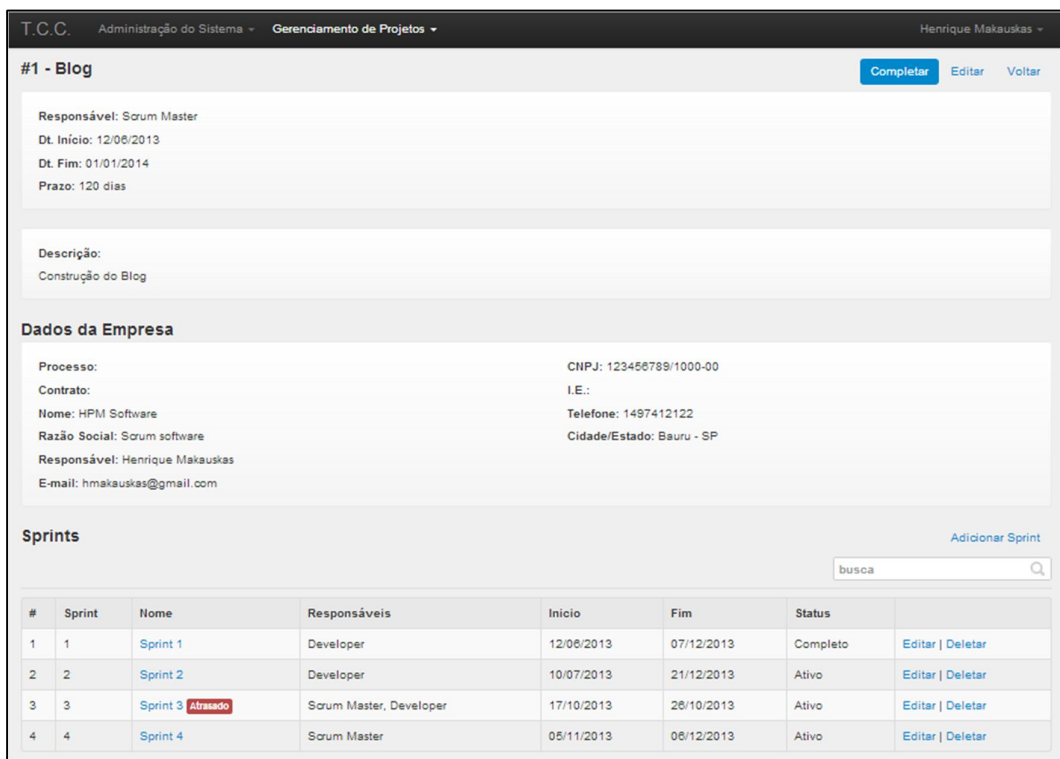 T.C.C. Administração do Sistema Gerenciamento de Projetos Henrique Makauskas
#1 - Blog Completar Editar Voltar
Responsável: Scrum Master
Dt. Início: 12/06/2013
Dt. Fim: 01/01/2014
Prazo: 120 dias
Descrição:
Construção do Blog
Dados da Empresa
Processo: CNPJ: 123456789/1000-00
Contrato: I.E.:
Nome: HPM Software Telefone: 1497412122
Razão Social: Scrum software Cidade/Estado: Bauru - SP
Responsável: Henrique Makauskas
E-mail: hmakauskas@gmail.com
Sprints Adicionar Sprint
busca
# Sprint Nome Responsáveis Inicio Fim Status
1 1 Sprint 1 Developer 12/06/2013 07/12/2013 Completo Editar | Deletar
2 2 Sprint 2 Developer 10/07/2013 21/12/2013 Ativo Editar | Deletar
3 3 Sprint 3 Atrasado Scrum Master, Developer 17/10/2013 26/10/2013 Ativo Editar | Deletar
4 4 Sprint 4 Scrum Master 05/11/2013 06/12/2013 Ativo Editar | Deletar